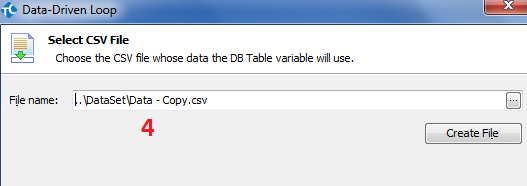 Data-Driven Loop
Select CSV File
Choose the CSV file whose data the DB Table variable will use.
File name: ..\DataSet\Data - Copy.csv ...
4
Create File